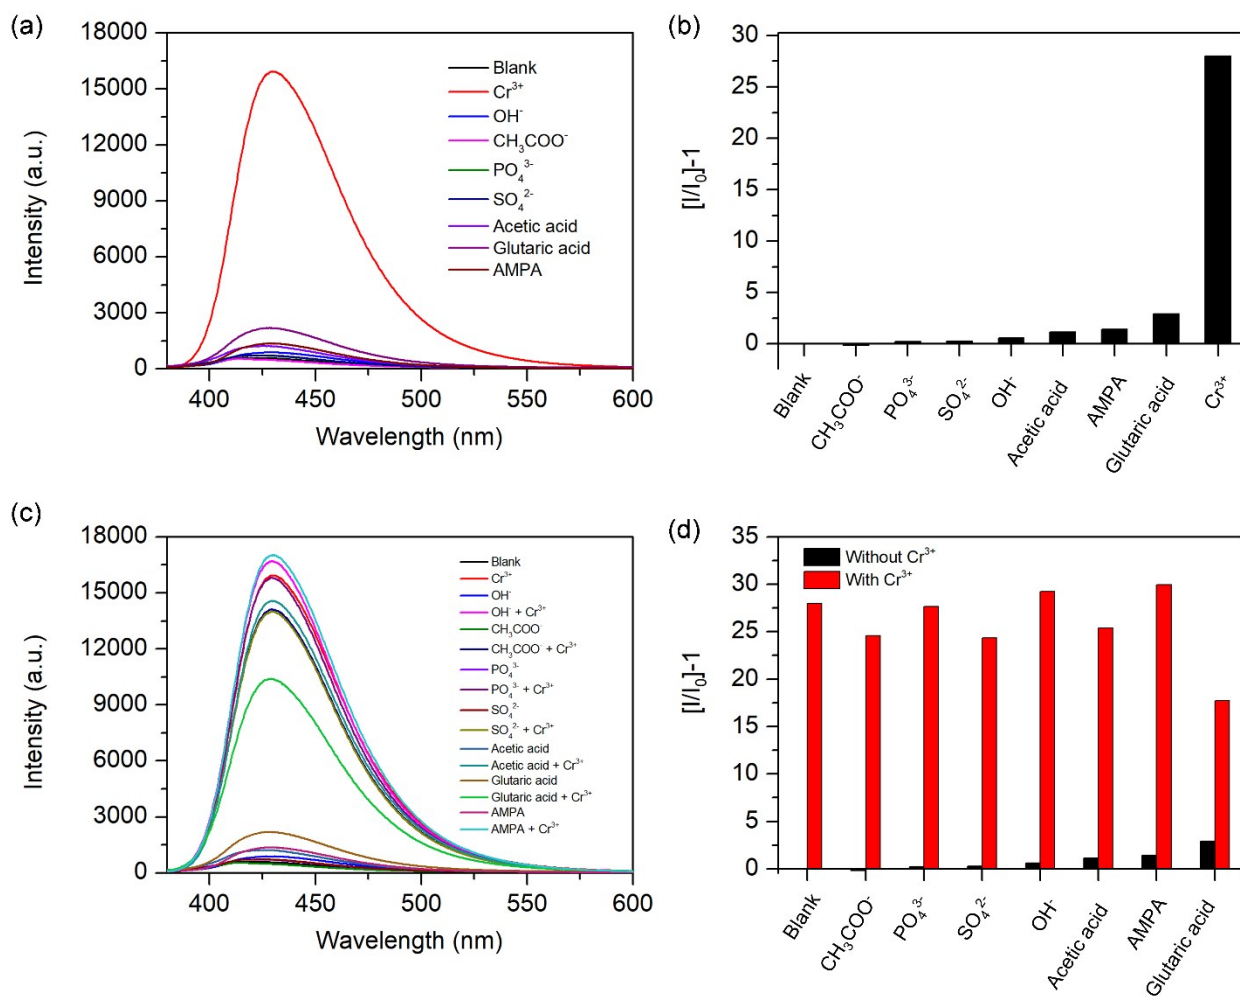 (a)
18000
15000
12000
9000
6000
3000
0
Intensity (a.u.)
400 450 500 550 600
Wavelength (nm)
Blank
Cr³⁺
OH⁻
CH₃COO⁻
PO₄³⁻
SO₄²⁻
Acetic acid
Glutaric acid
AMPA
(b)
30
25
20
15
10
5
0
[I/I₀]-1
Blank
CH₃COO⁻
PO₄³⁻
SO₄²⁻
OH⁻
Acetic acid
AMPA
Glutaric acid
Cr³⁺
(c)
18000
15000
12000
9000
6000
3000
0
Intensity (a.u.)
400 450 500 550 600
Wavelength (nm)
Blank
Cr³⁺
OH⁻
OH⁻ + Cr³⁺
CH₃COO⁻
CH₃COO⁻ + Cr³⁺
PO₄³⁻
PO₄³⁻ + Cr³⁺
SO₄²⁻
SO₄²⁻ + Cr³⁺
Acetic acid
Acetic acid + Cr³⁺
Glutaric acid
Glutaric acid + Cr³⁺
AMPA
AMPA + Cr³⁺
(d)
35
30
25
20
15
10
5
0
[I/I₀]-1
Without Cr³⁺
With Cr³⁺
Blank
CH₃COO⁻
PO₄³⁻
SO₄²⁻
OH⁻
Acetic acid
AMPA
Glutaric acid